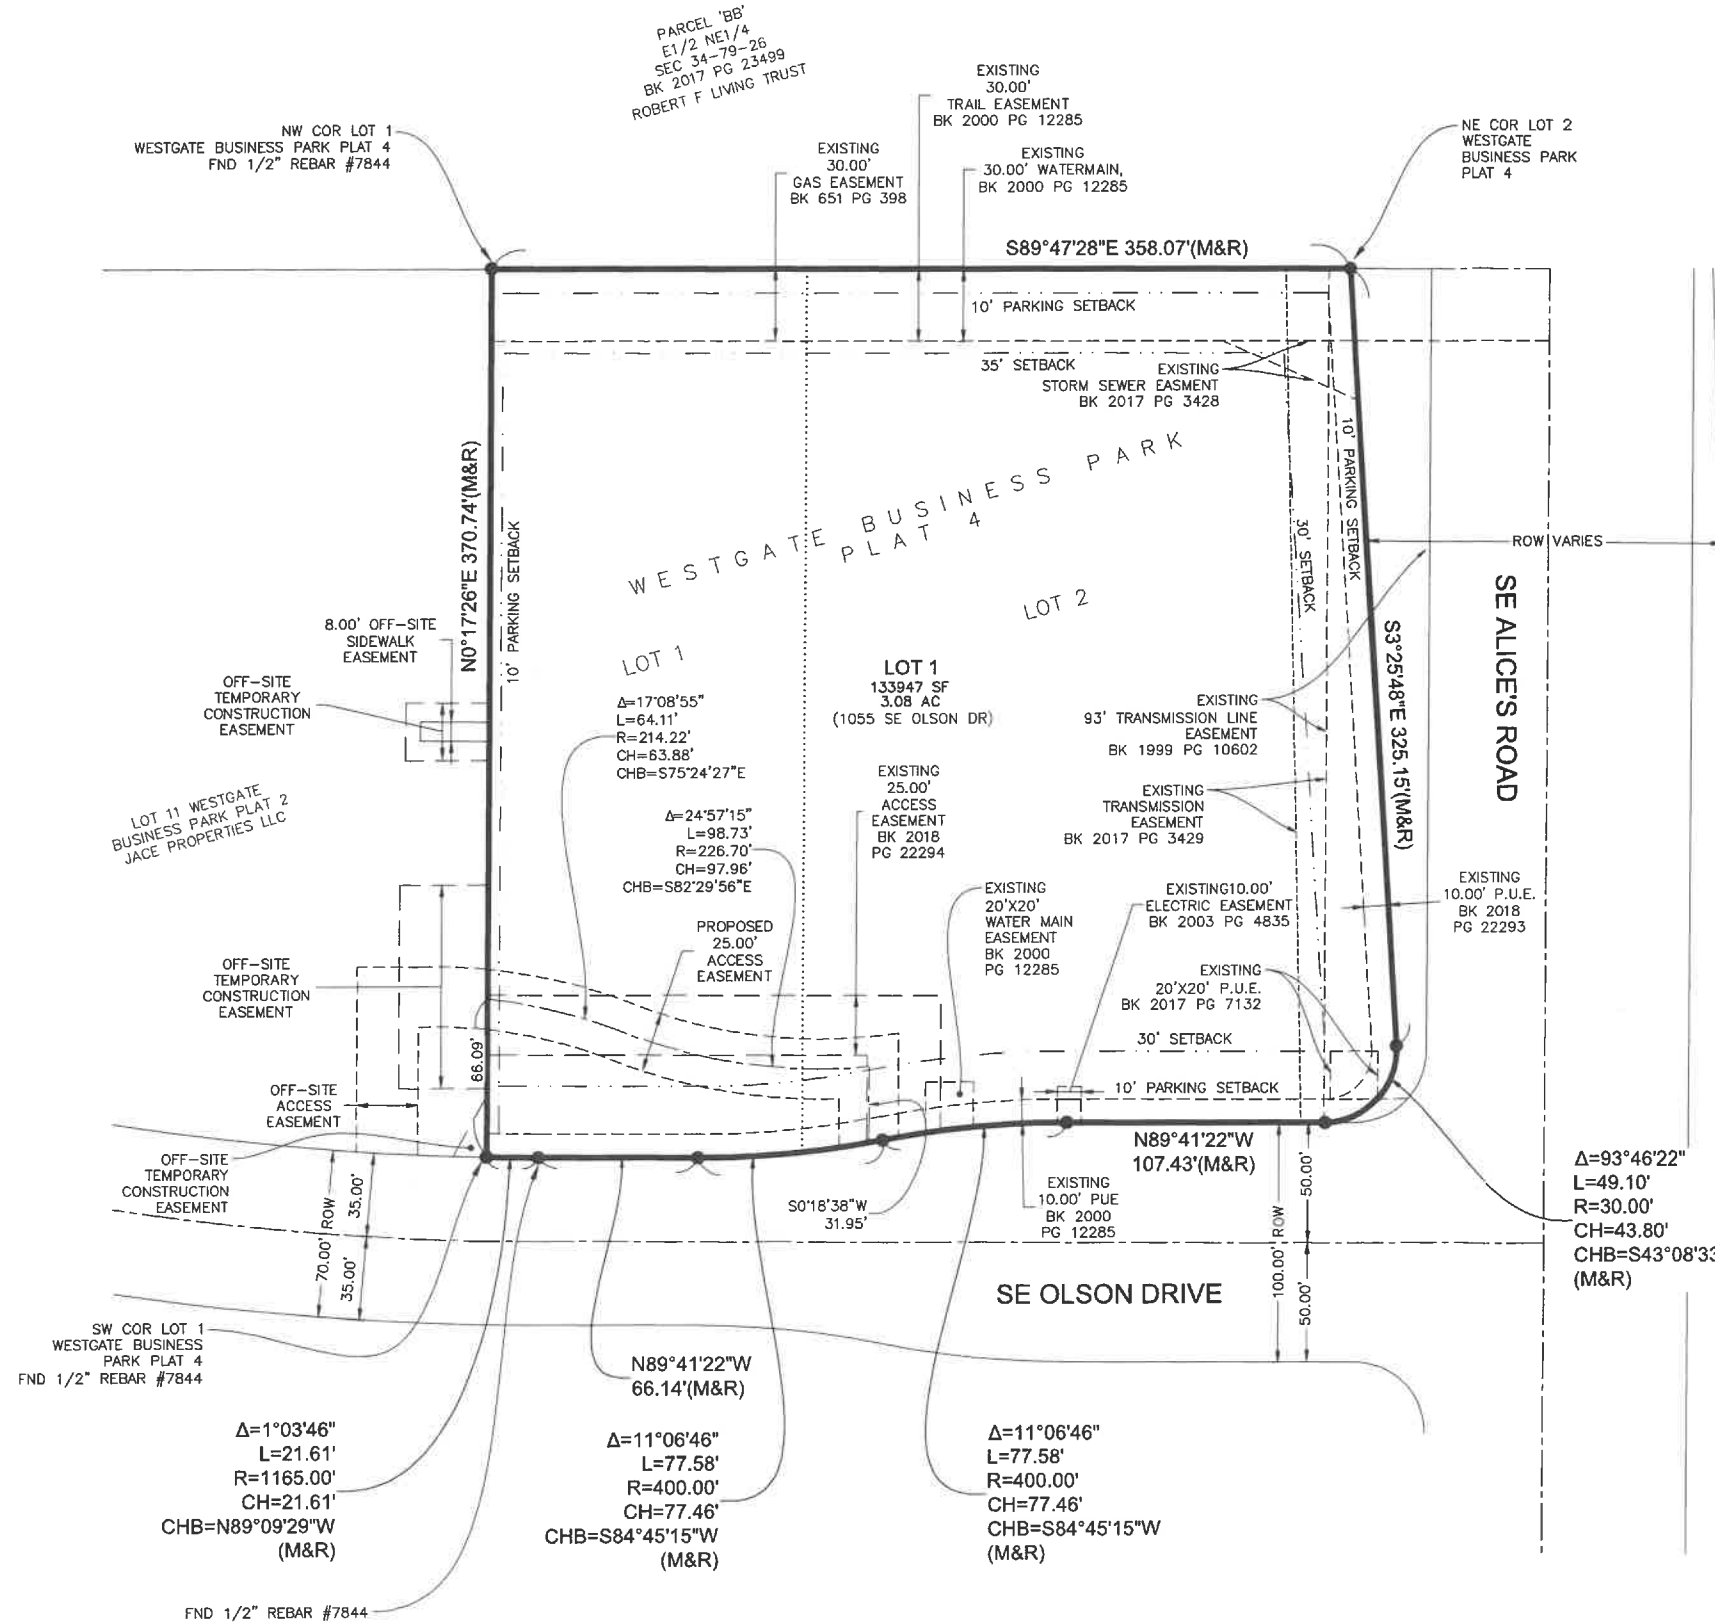 PARCEL 'BB'
E1/2 NE1/4
SEC 34-79-26
BK 2017 PG 23499
ROBERT F LIVING TRUST
NW COR LOT 1
WESTGATE BUSINESS PARK PLAT 4
FND 1/2" REBAR #7844
EXISTING
30.00'
GAS EASEMENT
BK 651 PG 398
EXISTING
30.00'
TRAIL EASEMENT
BK 2000 PG 12285
EXISTING
30.00' WATERMAIN,
BK 2000 PG 12285
NE COR LOT 2
WESTGATE
BUSINESS PARK
PLAT 4
S89°47'28"E 358.07'(M&R)
10' PARKING SETBACK
35' SETBACK
EXISTING
STORM SEWER EASMENT
BK 2017 PG 3428
10' PARKING SETBACK
30' SETBACK
ROW VARIES
SE ALICE'S ROAD
S3°25'48"E 325.15'(M&R)
N0°17'26"E 370.74'(M&R)
10' PARKING SETBACK
WESTGATE BUSINESS PARK
PLAT 4
LOT 1
LOT 2
LOT 1
133947 SF
3.08 AC
(1055 SE OLSON DR)
8.00' OFF-SITE
SIDEWALK
EASEMENT
OFF-SITE
TEMPORARY
CONSTRUCTION
EASEMENT
LOT 11 WESTGATE
BUSINESS PARK PLAT 2
JACE PROPERTIES LLC
Δ=17°08'55"
L=64.11'
R=214.22'
CH=63.88'
CHB=S75°24'27"E
Δ=24°57'15"
L=98.73'
R=226.70'
CH=97.96'
CHB=S82°29'56"E
PROPOSED
25.00'
ACCESS
EASEMENT
EXISTING
25.00'
ACCESS
EASEMENT
BK 2018
PG 22294
EXISTING
93' TRANSMISSION LINE
EASEMENT
BK 1999 PG 10602
EXISTING
TRANSMISSION
EASEMENT
BK 2017 PG 3429
EXISTING
20'X20'
WATER MAIN
EASEMENT
BK 2000
PG 12285
EXISTING10.00'
ELECTRIC EASEMENT
BK 2003 PG 4835
EXISTING
10.00' P.U.E.
BK 2018
PG 22293
EXISTING
20'X20' P.U.E.
BK 2017 PG 7132
30' SETBACK
10' PARKING SETBACK
OFF-SITE
TEMPORARY
CONSTRUCTION
EASEMENT
66.09'
OFF-SITE
ACCESS
EASEMENT
OFF-SITE
TEMPORARY
CONSTRUCTION
EASEMENT
70.00' ROW
35.00'
35.00'
S0°18'38"W
31.95'
EXISTING
10.00' PUE
BK 2000
PG 12285
N89°41'22"W
107.43'(M&R)
100.00' ROW
50.00'
50.00'
SE OLSON DRIVE
Δ=93°46'22"
L=49.10'
R=30.00'
CH=43.80'
CHB=S43°08'33
(M&R)
SW COR LOT 1
WESTGATE BUSINESS
PARK PLAT 4
FND 1/2" REBAR #7844
N89°41'22"W
66.14'(M&R)
Δ=1°03'46"
L=21.61'
R=1165.00'
CH=21.61'
CHB=N89°09'29"W
(M&R)
Δ=11°06'46"
L=77.58'
R=400.00'
CH=77.46'
CHB=S84°45'15"W
(M&R)
Δ=11°06'46"
L=77.58'
R=400.00'
CH=77.46'
CHB=S84°45'15"W
(M&R)
FND 1/2" REBAR #7844